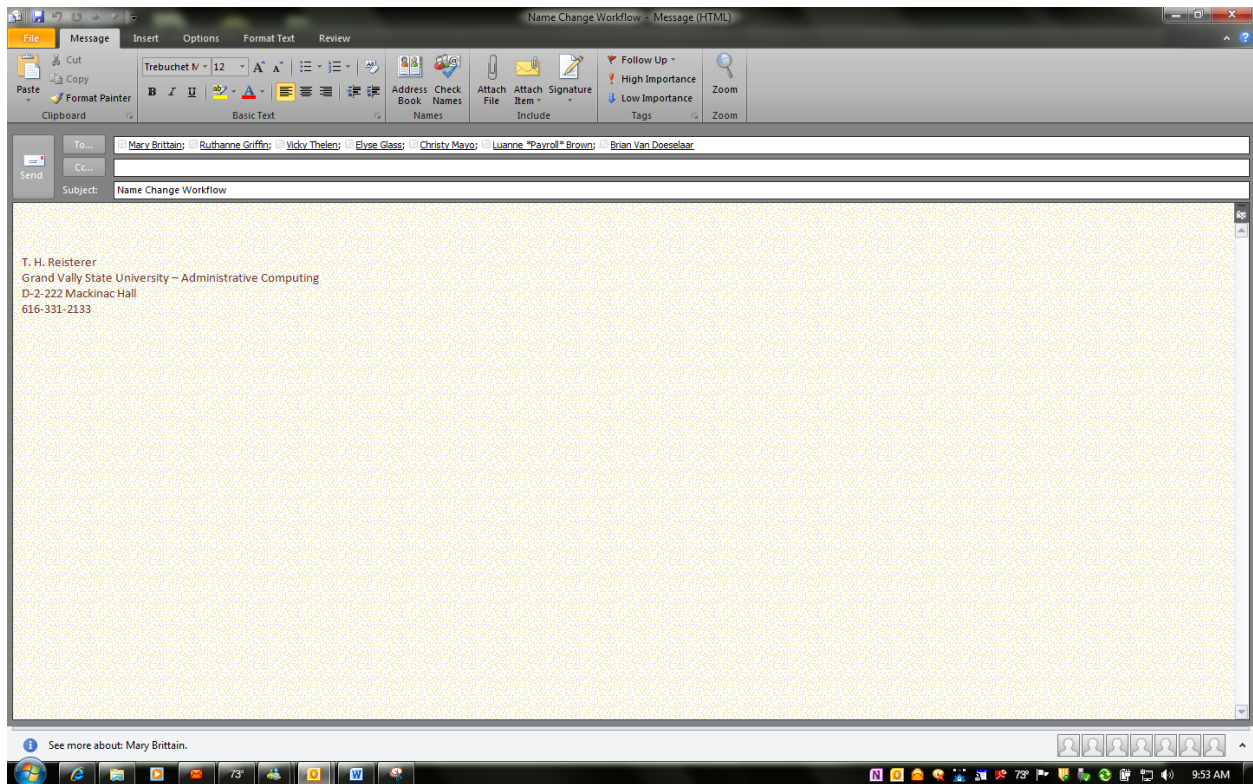 Name Change Workflow - Message (HTML)
File Message Insert Options Format Text Review
Cut
Copy
Format Painter
Paste
Clipboard
Trebuchet M 12
B I U
Basic Text
Address Book
Check Names
Names
Attach File
Attach Item
Signature
Include
Follow Up
High Importance
Low Importance
Tags
Zoom
Zoom
Send
To... Mary Brittain; Ruthanne Griffin; Vicky Thelen; Elyse Glass; Christy Mayo; Luanne *Payroll* Brown; Brian Van Doeselaar
Cc...
Subject: Name Change Workflow
T. H. Reisterer
Grand Vally State University – Administrative Computing
D-2-222 Mackinac Hall
616-331-2133
See more about: Mary Brittain.
73° 73° 9:53 AM